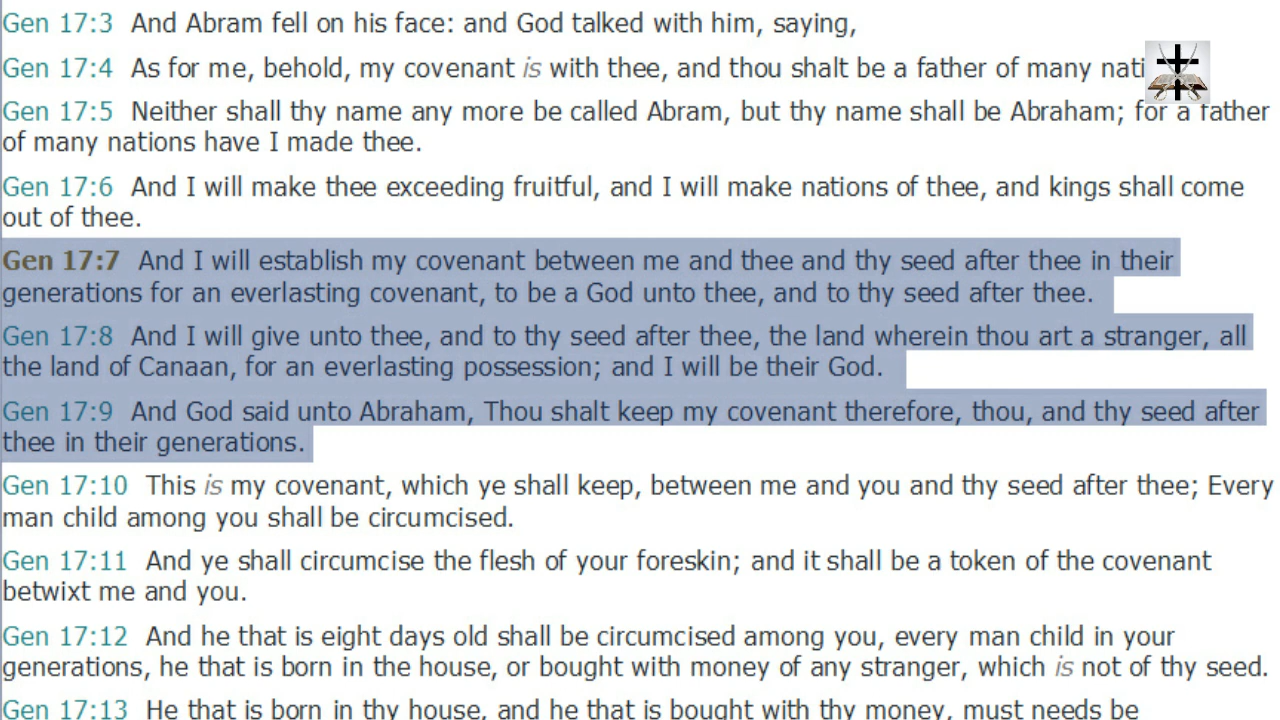 Gen 17:3 And Abram fell on his face: and God talked with him, saying,
Gen 17:4 As for me, behold, my covenant is with thee, and thou shalt be a father of many nati
Gen 17:5 Neither shall thy name any more be called Abram, but thy name shall be Abraham; for a father
of many nations have I made thee.
Gen 17:6 And I will make thee exceeding fruitful, and I will make nations of thee, and kings shall come
out of thee.
Gen 17:7 And I will establish my covenant between me and thee and thy seed after thee in their
generations for an everlasting covenant, to be a God unto thee, and to thy seed after thee.
Gen 17:8 And I will give unto thee, and to thy seed after thee, the land wherein thou art a stranger, all
the land of Canaan, for an everlasting possession; and I will be their God.
Gen 17:9 And God said unto Abraham, Thou shalt keep my covenant therefore, thou, and thy seed after
thee in their generations.
Gen 17:10 This is my covenant, which ye shall keep, between me and you and thy seed after thee; Every
man child among you shall be circumcised.
Gen 17:11 And ye shall circumcise the flesh of your foreskin; and it shall be a token of the covenant
betwixt me and you.
Gen 17:12 And he that is eight days old shall be circumcised among you, every man child in your
generations, he that is born in the house, or bought with money of any stranger, which is not of thy seed.
Gen 17:13 He that is born in thy house, and he that is bought with thy money, must needs be